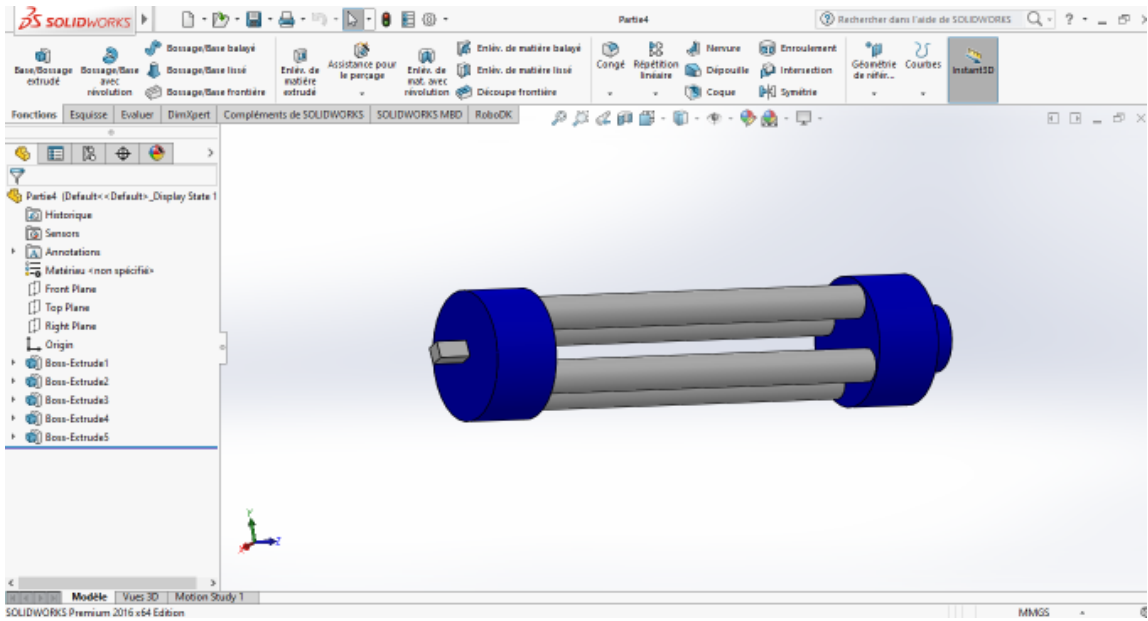 SOLIDWORKS
Partie4
Rechercher dans l'aide de SOLIDWORKS
Base/Bossage extrudé
Bossage/Base avec révolution
Bossage/Base balayé
Bossage/Base lissé
Bossage/Base frontière
Enlèv. de matière extrudé
Assistance pour le perçage
Enlèv. de mat. avec révolution
Enlèv. de matière balayé
Enlèv. de matière lissé
Découpe frontière
Congé
Répétition linéaire
Nervure
Dépouille
Coque
Enroulement
Intersection
Symétrie
Géométrie de référ...
Courbes
Instant3D
Fonctions
Esquisse
Evaluer
DimXpert
Compléments de SOLIDWORKS
SOLIDWORKS MBD
RoboDK
Partie4 (Default<<Default>_Display State 1
Historique
Sensors
Annotations
Matériau <non spécifié>
Front Plane
Top Plane
Right Plane
Origin
Boss-Extrude1
Boss-Extrude2
Boss-Extrude3
Boss-Extrude4
Boss-Extrude5
Y
X
Z
Modèle
Vues 3D
Motion Study 1
SOLIDWORKS Premium 2016 x64 Edition
MMGS